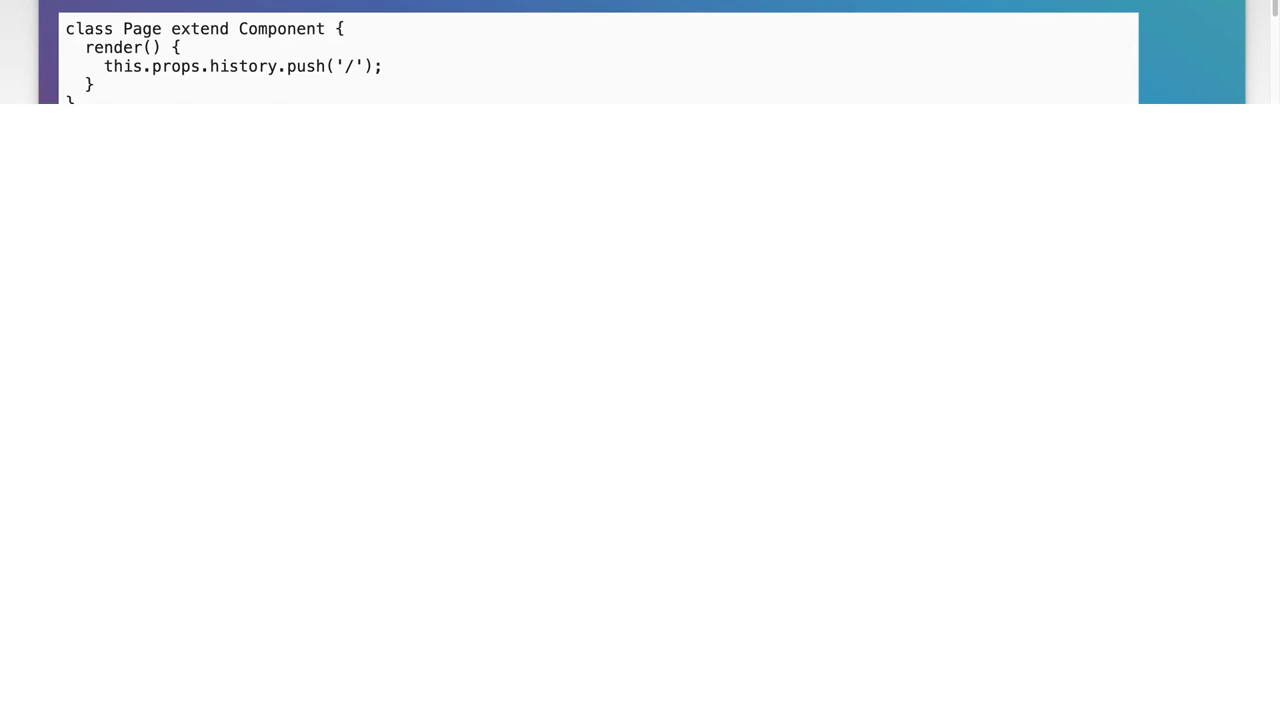 class Page extend Component {
  render() {
    this.props.history.push('/');
  }
}